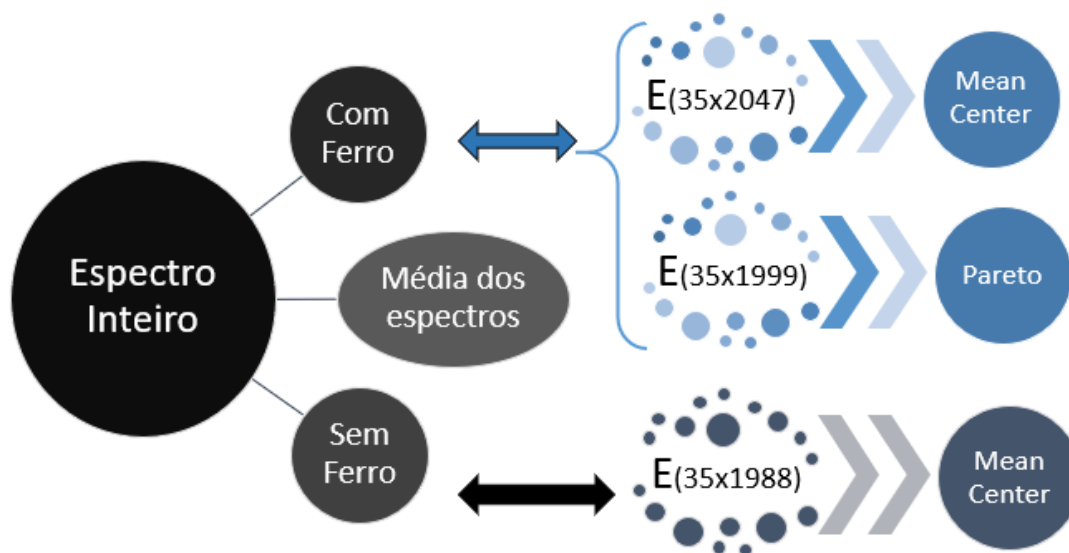 Espectro
Inteiro
Com
Ferro
Média dos
espectros
Sem
Ferro
E(35x2047)
Mean
Center
E(35x1999)
Pareto
E(35x1988)
Mean
Center